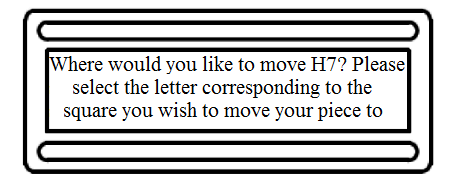 Where would you like to move H7? Please
select the letter corresponding to the
square you wish to move your piece to